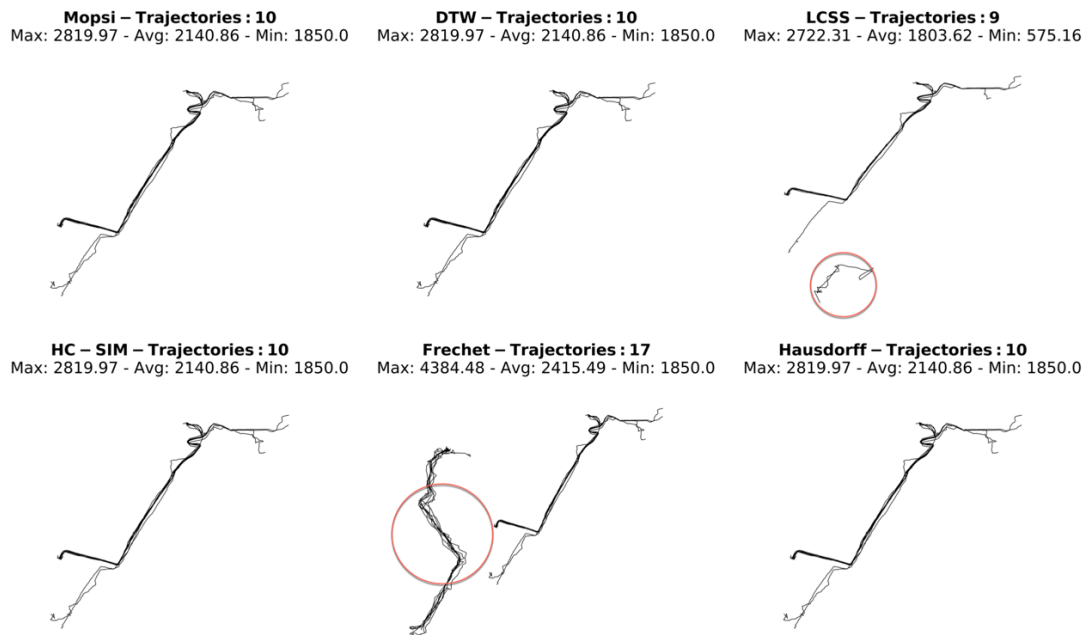 Mopsi – Trajectories : 10
Max: 2819.97 - Avg: 2140.86 - Min: 1850.0
DTW – Trajectories : 10
Max: 2819.97 - Avg: 2140.86 - Min: 1850.0
LCSS – Trajectories : 9
Max: 2722.31 - Avg: 1803.62 - Min: 575.16
HC – SIM – Trajectories : 10
Max: 2819.97 - Avg: 2140.86 - Min: 1850.0
Frechet – Trajectories : 17
Max: 4384.48 - Avg: 2415.49 - Min: 1850.0
Hausdorff – Trajectories : 10
Max: 2819.97 - Avg: 2140.86 - Min: 1850.0